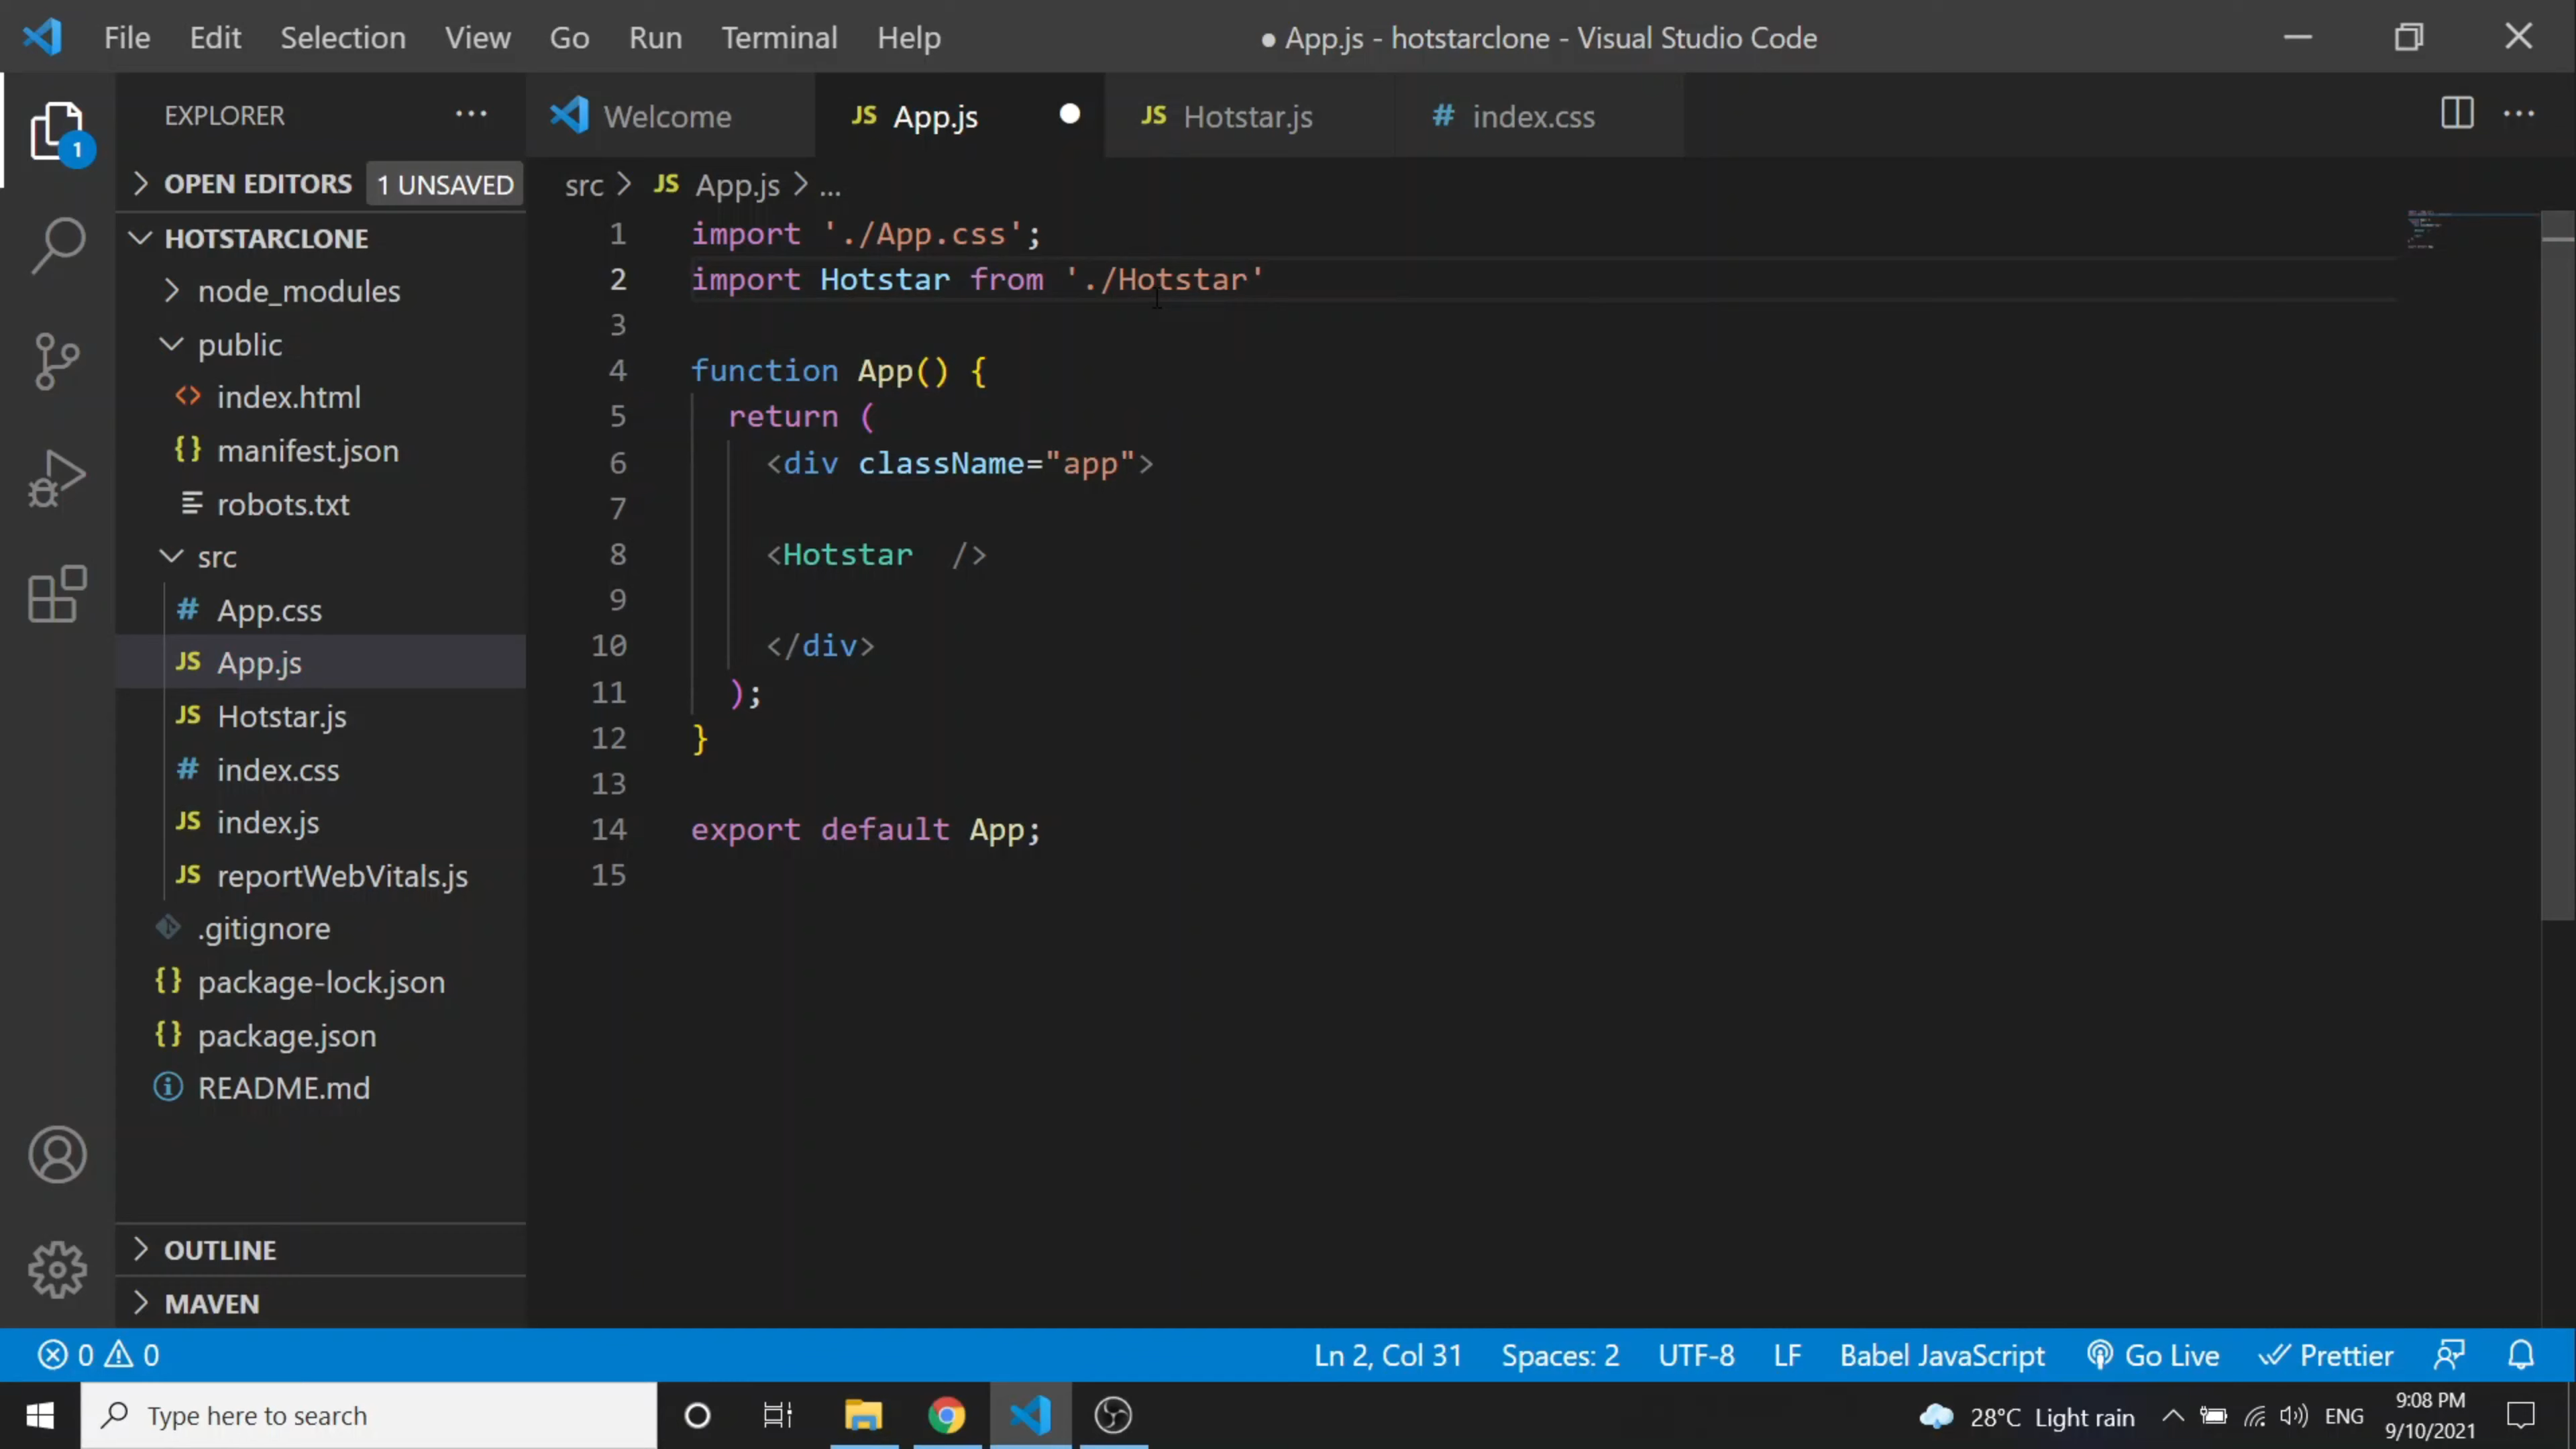 File Edit Selection View Go Run Terminal Help ● App.js - hotstarclone - Visual Studio Code
EXPLORER ···
Welcome
JS App.js ●
JS Hotstar.js
# index.css
OPEN EDITORS 1 UNSAVED
src > JS App.js > ...
HOTSTARCLONE
node_modules
public
<> index.html
{} manifest.json
robots.txt
src
# App.css
JS App.js
JS Hotstar.js
# index.css
JS index.js
JS reportWebVitals.js
.gitignore
{} package-lock.json
{} package.json
README.md
OUTLINE
MAVEN
1
1 import './App.css';
2 import Hotstar from './Hotstar'
3
4 function App() {
5 return (
6 <div className="app">
7
8 <Hotstar  />
9
10 </div>
11 );
12 }
13
14 export default App;
15
0 0 Ln 2, Col 31 Spaces: 2 UTF-8 LF Babel JavaScript Go Live Prettier
Type here to search
28°C Light rain ENG 9:08 PM
9/10/2021